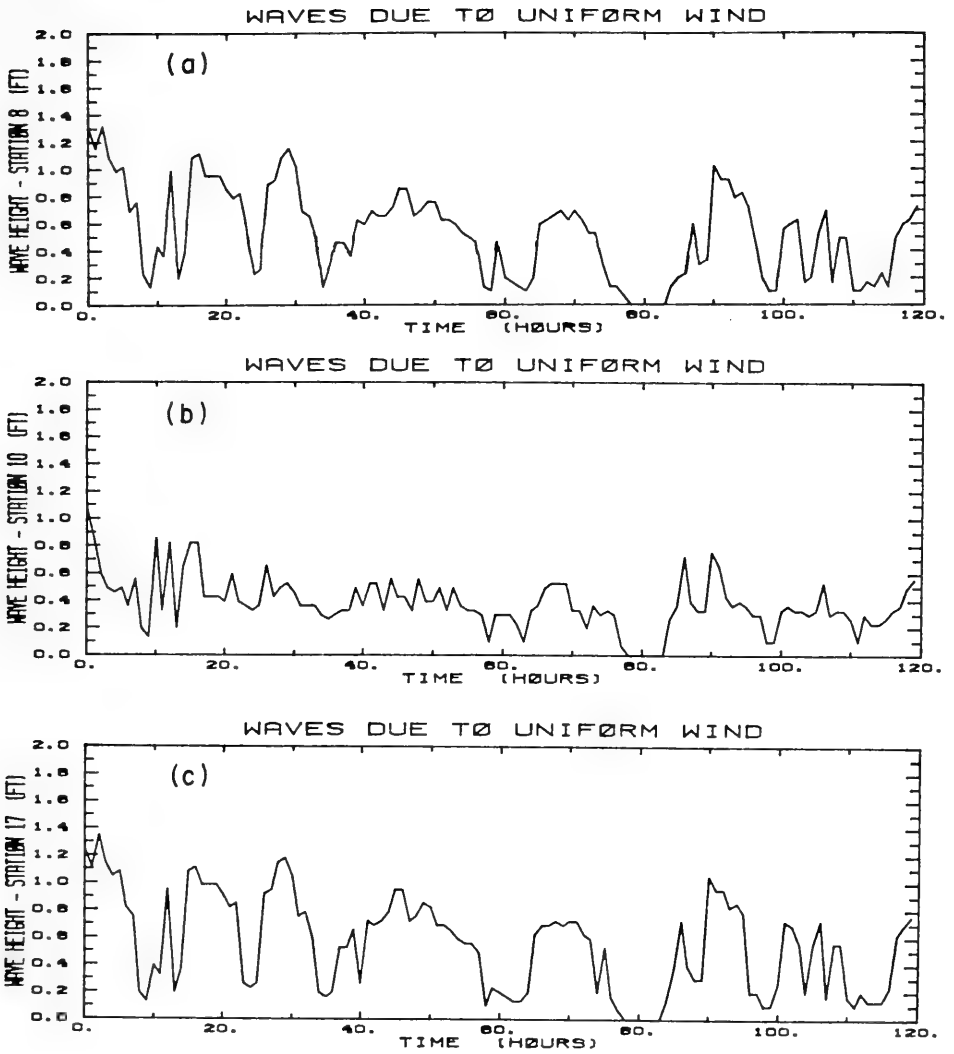 WAVES DUE TØ UNIFØRM WIND
(a)
WAVE HEIGHT - STATIØN 8 (FT)
2.0
1.8
1.6
1.4
1.2
1.0
0.8
0.6
0.4
0.2
0.0
0. 20. 40. 60. 80. 100. 120.
TIME (HØURS)
WAVES DUE TØ UNIFØRM WIND
(b)
WAVE HEIGHT - STATIØN 10 (FT)
2.0
1.8
1.6
1.4
1.2
1.0
0.8
0.6
0.4
0.2
0.0
0. 20. 40. 60. 80. 100. 120.
TIME (HØURS)
WAVES DUE TØ UNIFØRM WIND
(c)
WAVE HEIGHT - STATIØN 17 (FT)
2.0
1.8
1.6
1.4
1.2
1.0
0.8
0.6
0.4
0.2
0.0
0. 20. 40. 60. 80. 100. 120.
TIME (HØURS)